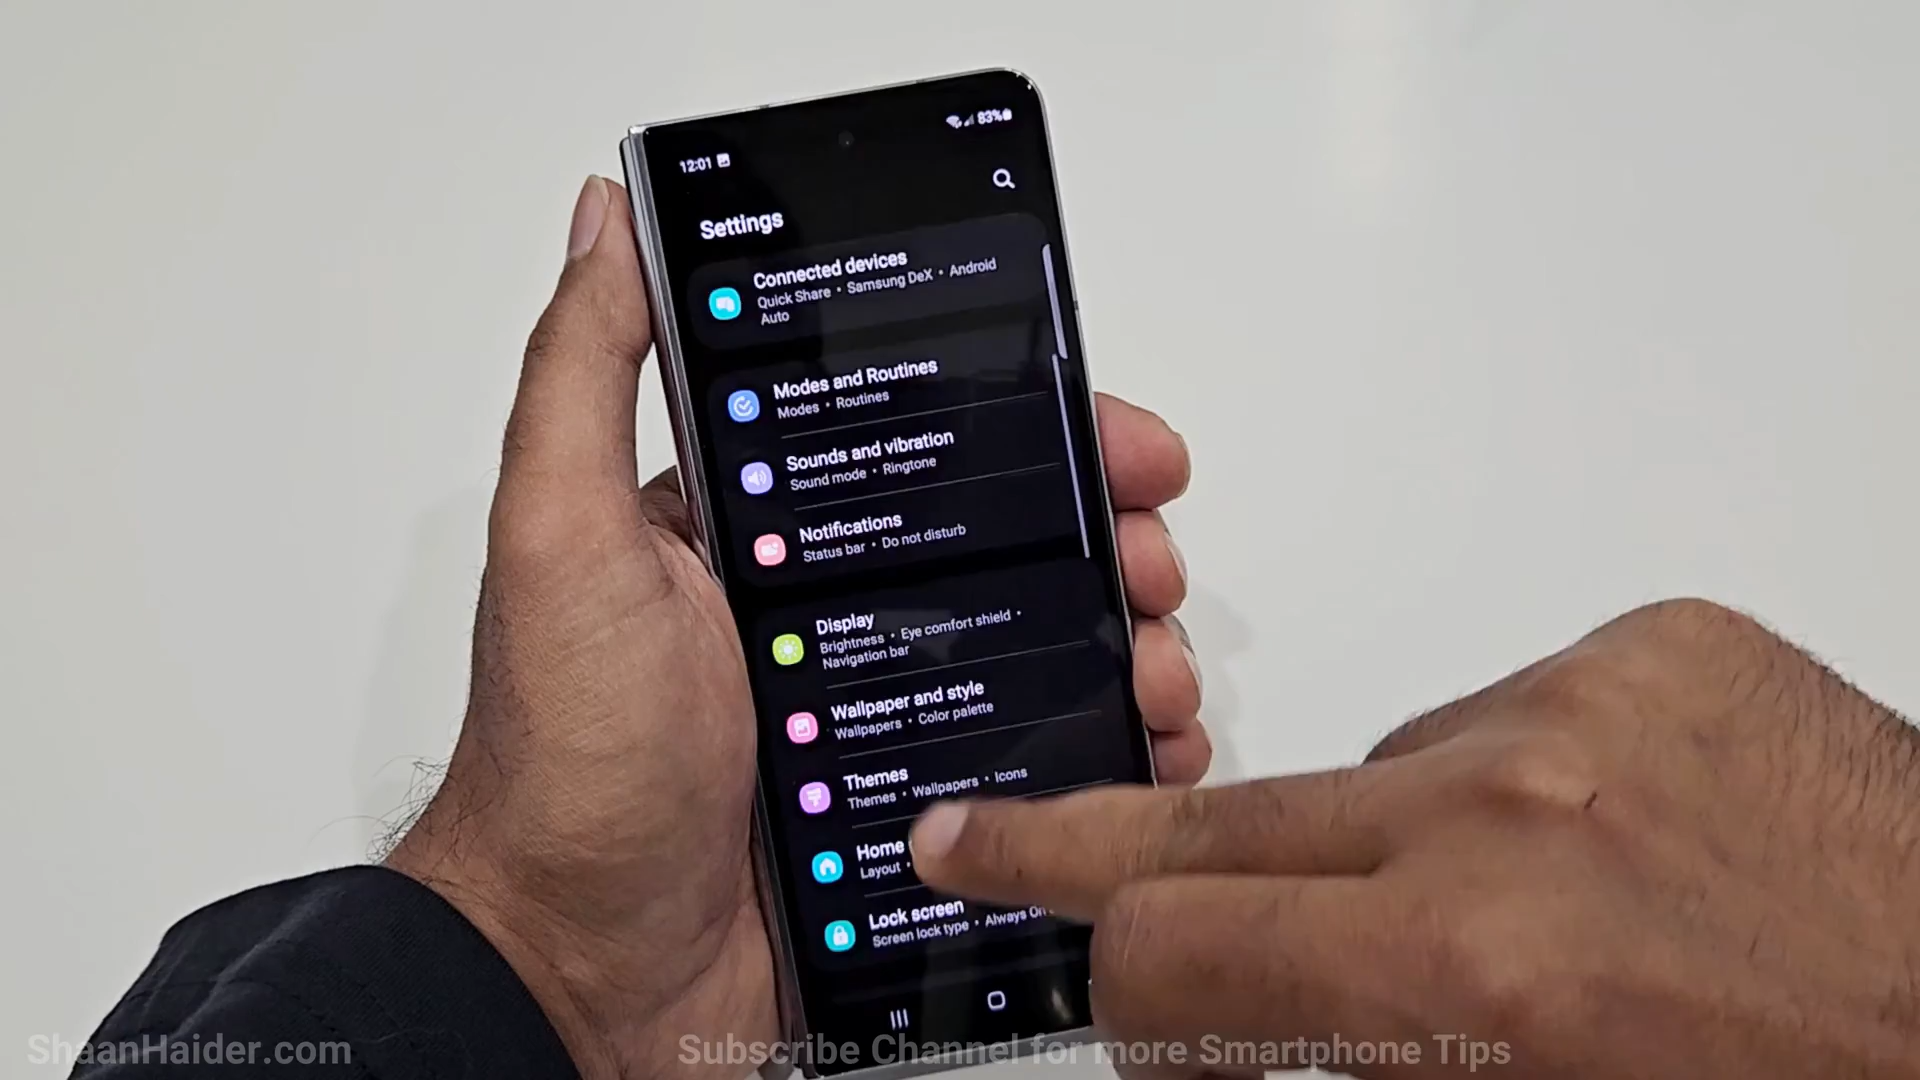 12:01
83%
Settings
Connected devices
Quick Share • Samsung DeX • Android
Auto
Modes and Routines
Modes • Routines
Sounds and vibration
Sound mode • Ringtone
Notifications
Status bar • Do not disturb
Display
Brightness • Eye comfort shield •
Navigation bar
Wallpaper and style
Wallpapers • Color palette
Themes
Themes • Wallpapers • Icons
Home
Layout •
Lock screen
Screen lock type • Always On
ShaanHaider.com
Subscribe Channel for more Smartphone Tips